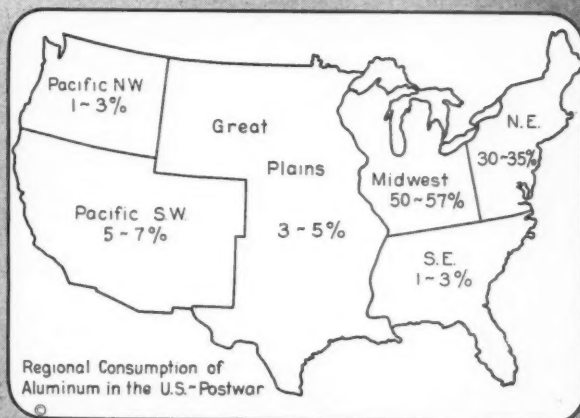 Pacific NW
1~3%
Great
Plains
3~5%
Pacific S.W.
5~7%
Midwest
50~57%
N.E.
30~35%
S.E.
1~3%
Regional Consumption of
Aluminum in the U.S.~Postwar
©